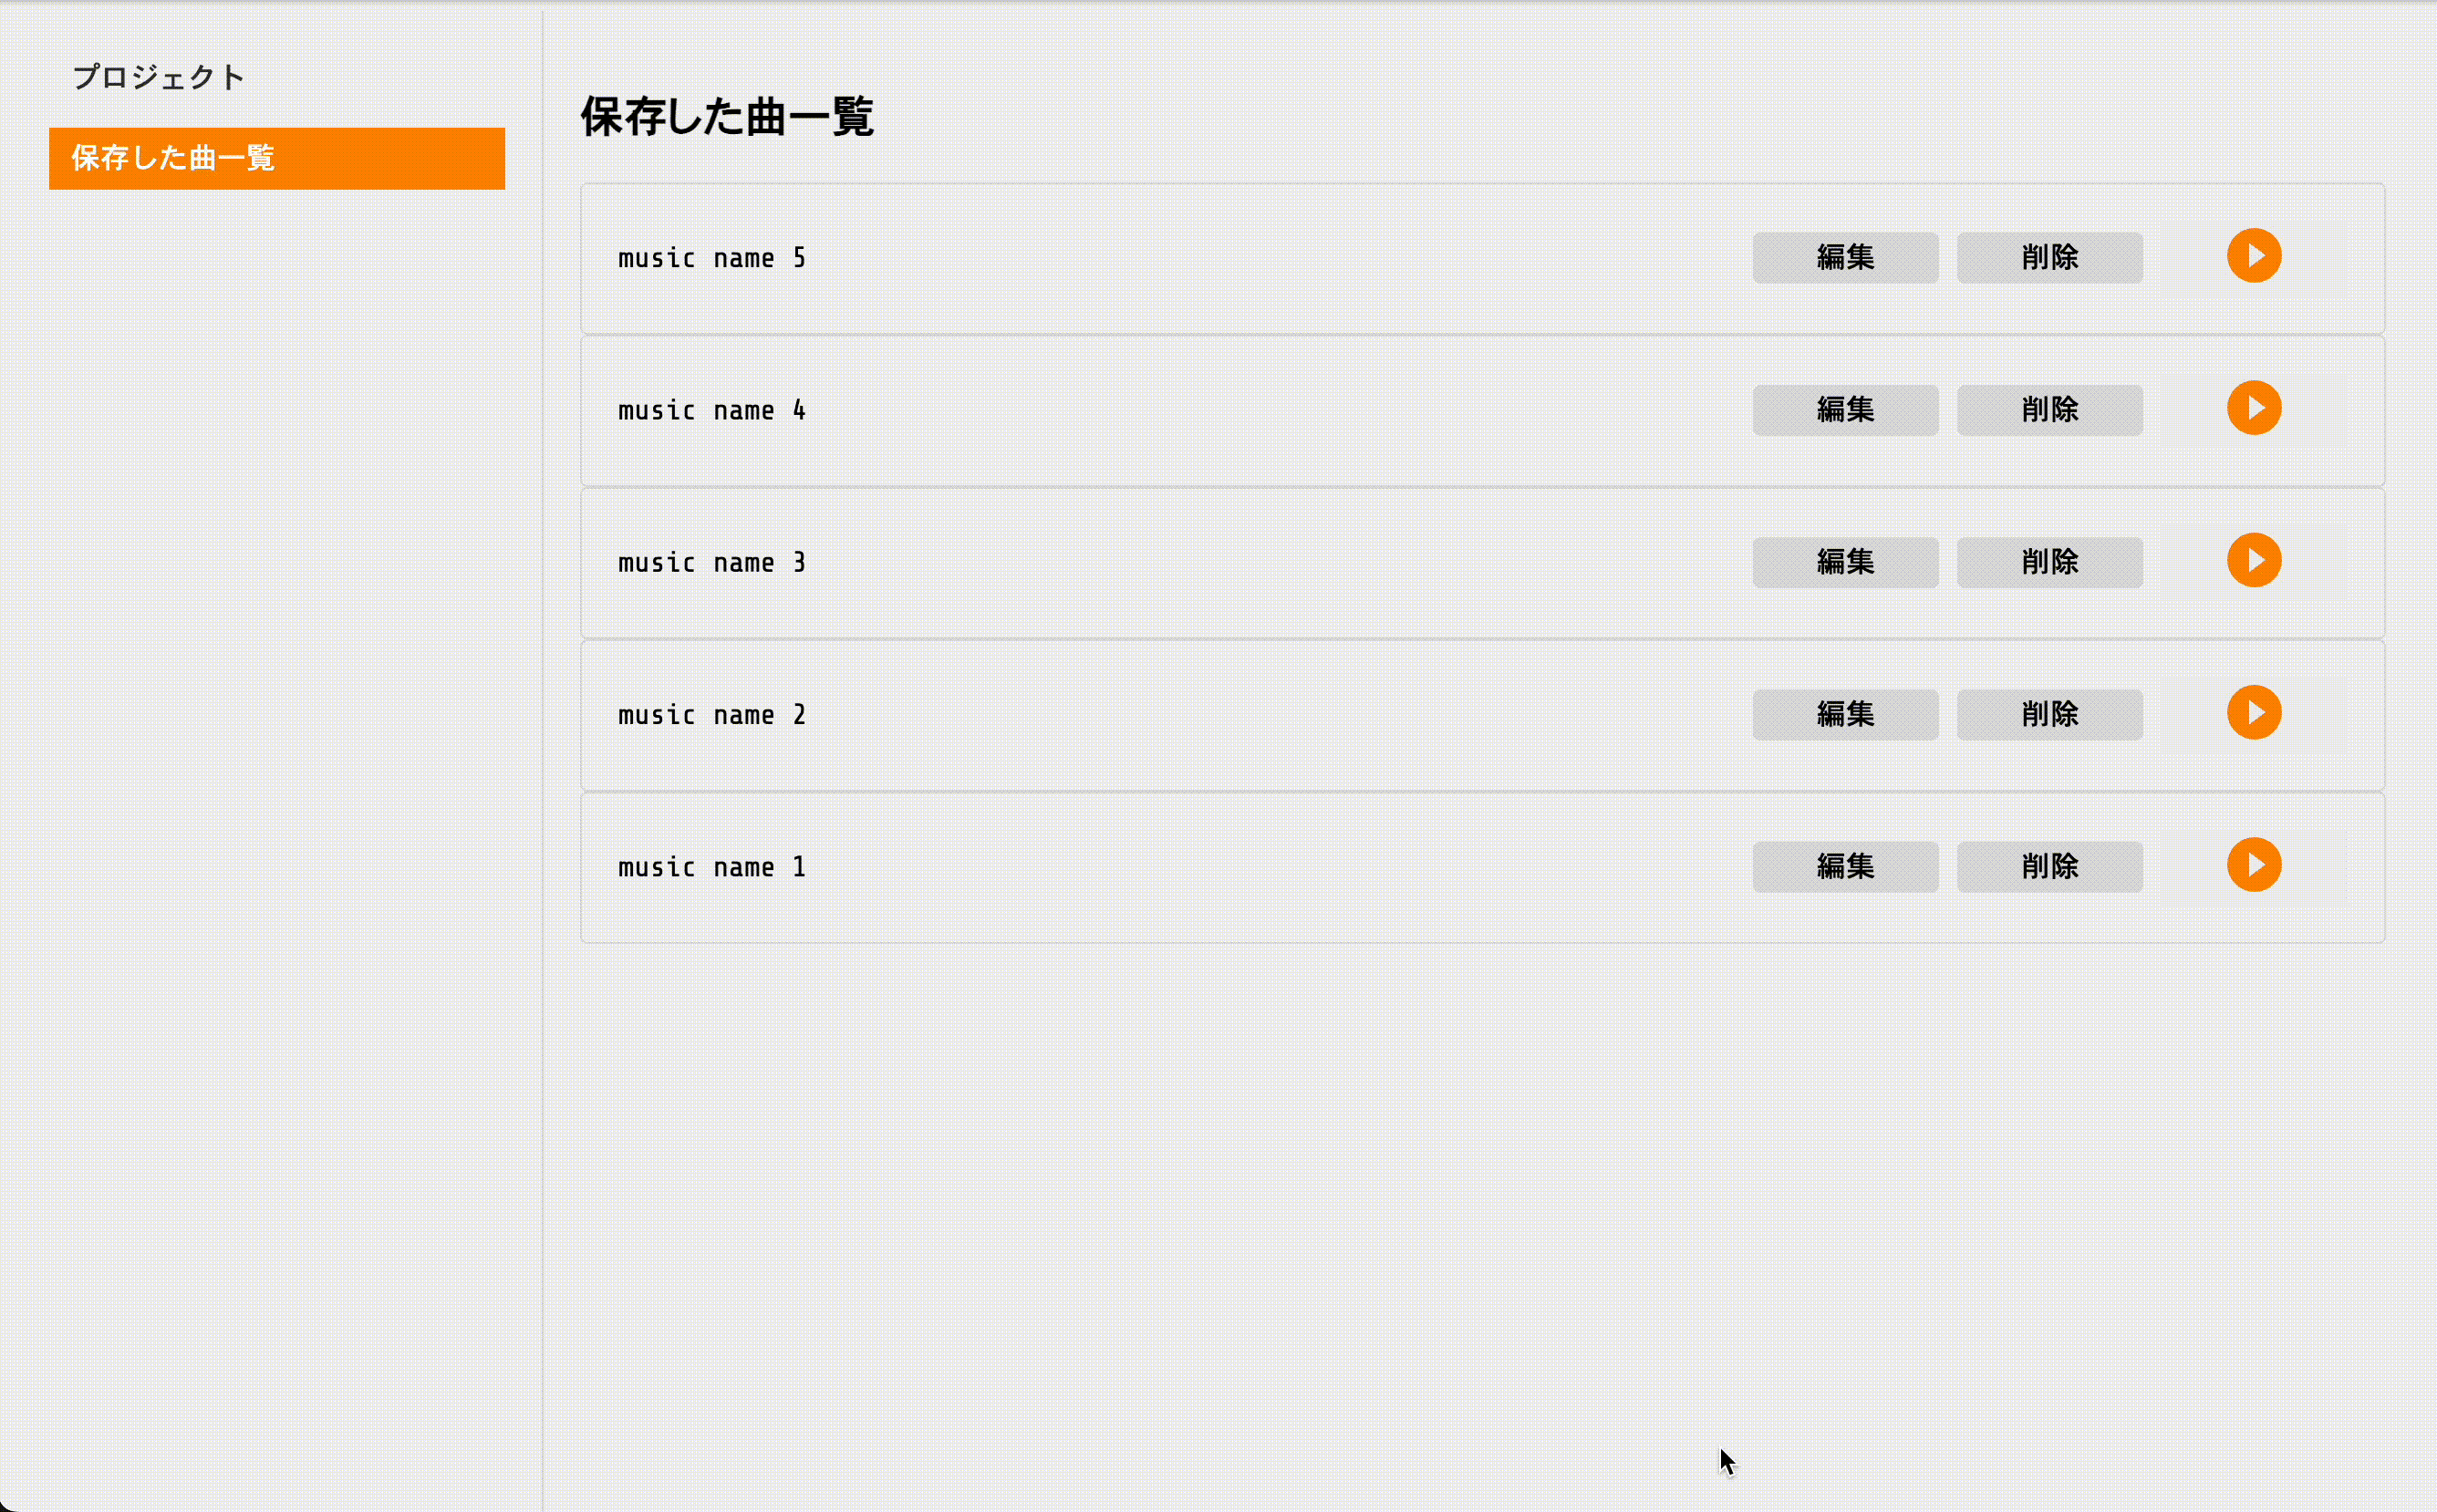 プロジェクト
保存した曲一覧
保存した曲一覧
music name 5 編集 削除
music name 4 編集 削除
music name 3 編集 削除
music name 2 編集 削除
music name 1 編集 削除